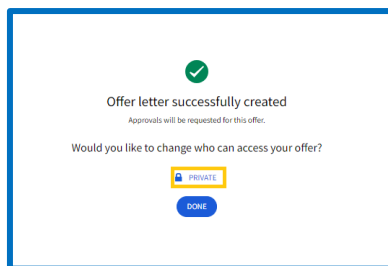 Offer letter successfully created
Approvals will be requested for this offer.
Would you like to change who can access your offer?
PRIVATE
DONE